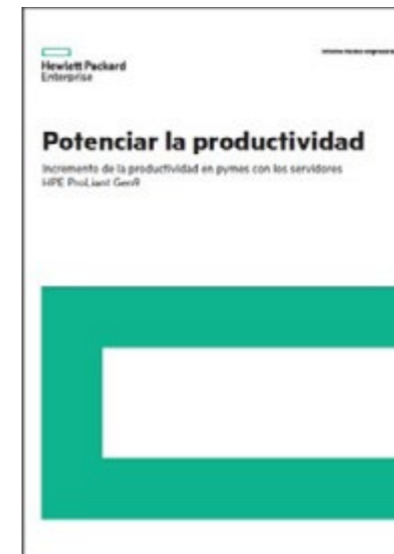 Hewlett Packard
Enterprise
Potenciar la productividad
Incremento de la productividad en pymes con los servidores
HPE ProLiant Gen9